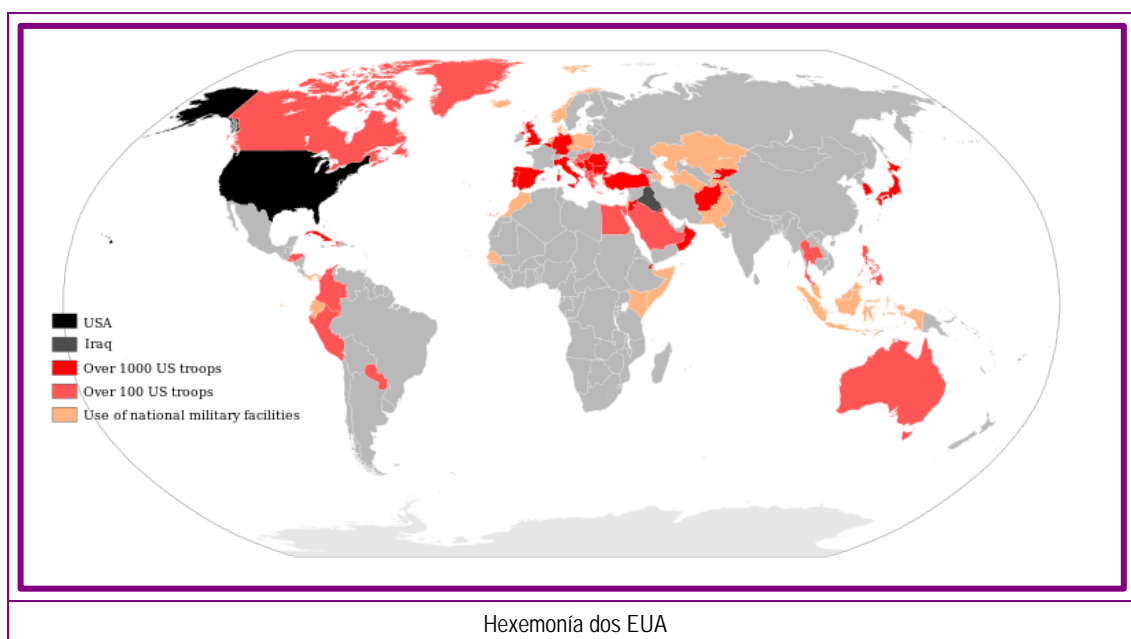 USA
Iraq
Over 1000 US troops
Over 100 US troops
Use of national military facilities
Hexemonía dos EUA